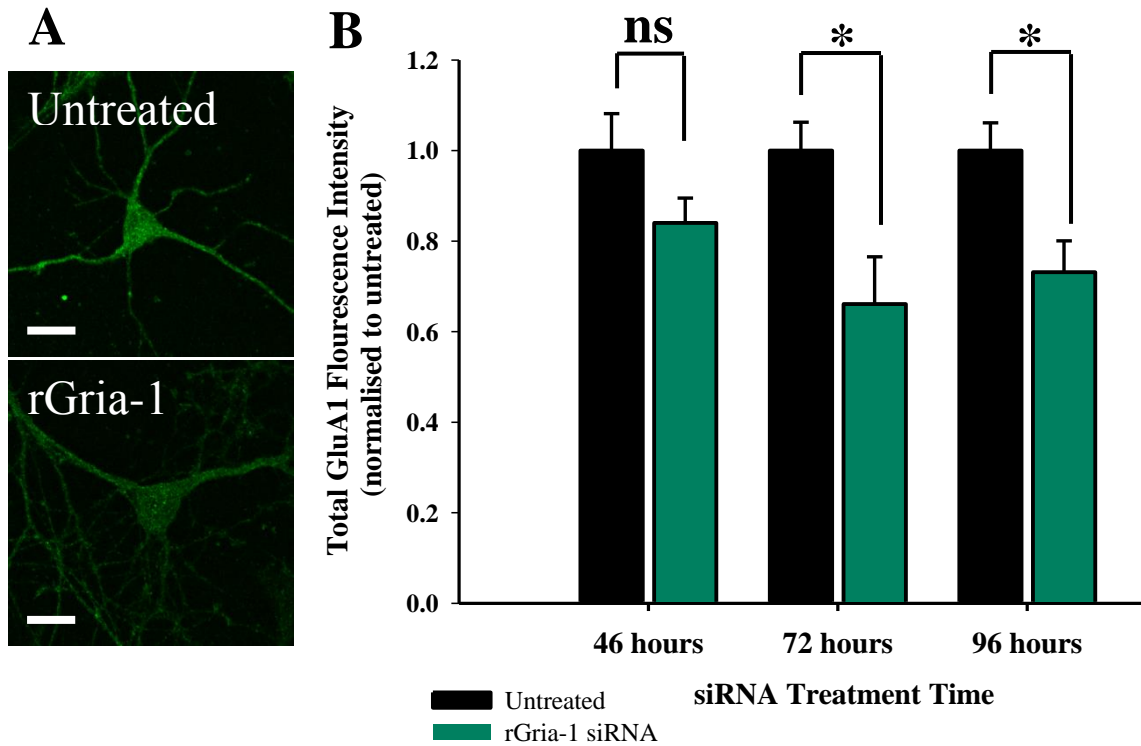 A
Untreated
rGria-1
B
ns
*
*
Total GluA1 Flourescence Intensity
(normalised to untreated)
1.2
1.0
0.8
0.6
0.4
0.2
0.0
46 hours
72 hours
96 hours
siRNA Treatment Time
Untreated
rGria-1 siRNA